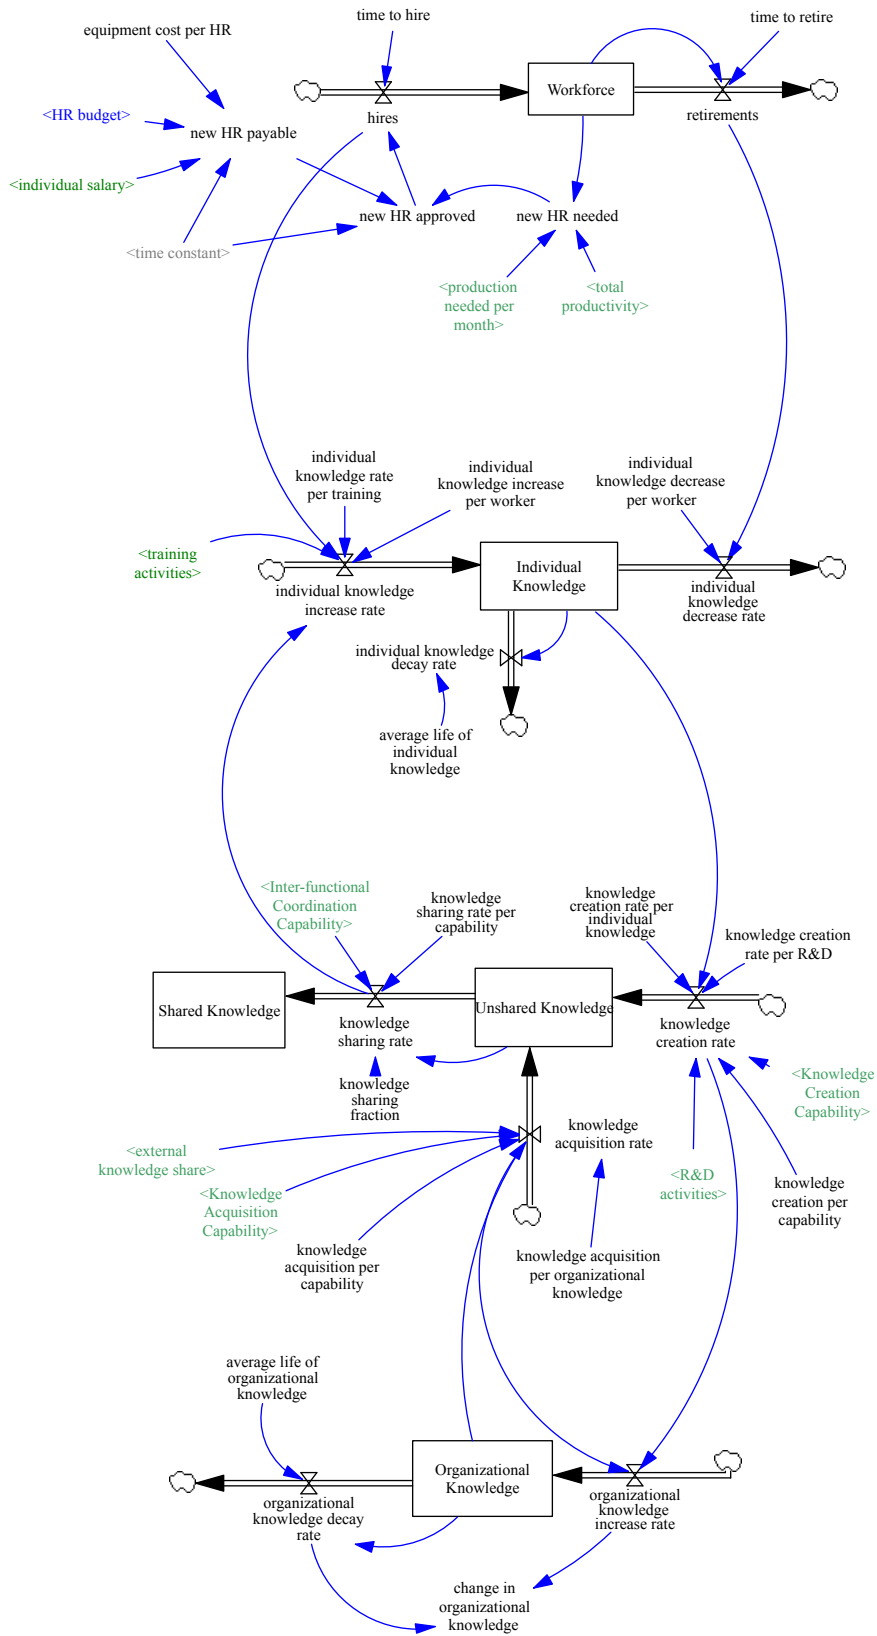 time to hire
time to retire
equipment cost per HR
Workforce
<HR budget>
hires
retirements
new HR payable
<individual salary>
new HR approved
new HR needed
<time constant>
<production
needed per
month>
<total
productivity>
individual
knowledge rate
per training
individual
knowledge increase
per worker
individual
knowledge decrease
per worker
<training
activities>
Individual
Knowledge
individual knowledge
increase rate
individual
knowledge
decrease rate
individual knowledge
decay rate
average life of
individual
knowledge
<Inter-functional
Coordination
Capability>
knowledge
sharing rate per
capability
knowledge
creation rate per
individual
knowledge
knowledge creation
rate per R&D
Shared Knowledge
Unshared Knowledge
knowledge
sharing rate
knowledge
creation rate
knowledge
sharing
fraction
<Knowledge
Creation
Capability>
knowledge
acquisition rate
<external
knowledge share>
<Knowledge
Acquisition
Capability>
<R&D
activities>
knowledge
creation per
capability
knowledge
acquisition per
capability
knowledge acquisition
per organizational
knowledge
average life of
organizational
knowledge
Organizational
Knowledge
organizational
knowledge decay
rate
organizational
knowledge
increase rate
change in
organizational
knowledge